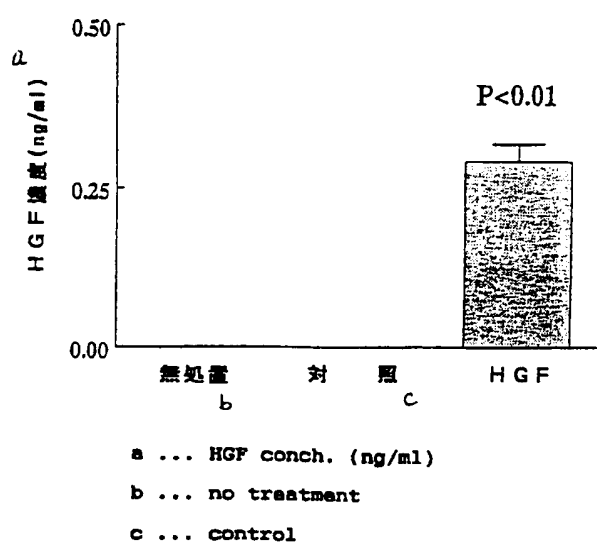 0.50
a
HGF濃度(ng/ml)
P<0.01
0.25
0.00
無処置 対 照 HGF
b c
a ... HGF conch. (ng/ml)
b ... no treatment
c ... control